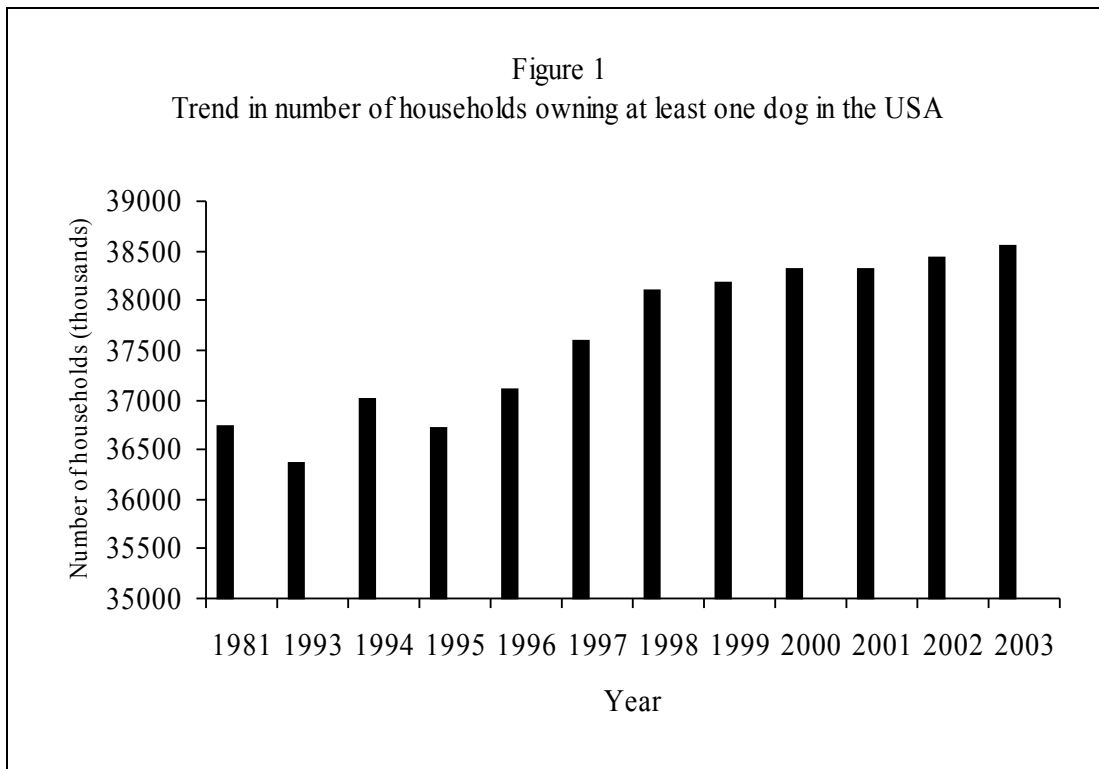 Figure 1
Trend in number of households owning at least one dog in the USA
Number of households (thousands)
39000
38500
38000
37500
37000
36500
36000
35500
35000
1981 1993 1994 1995 1996 1997 1998 1999 2000 2001 2002 2003
Year